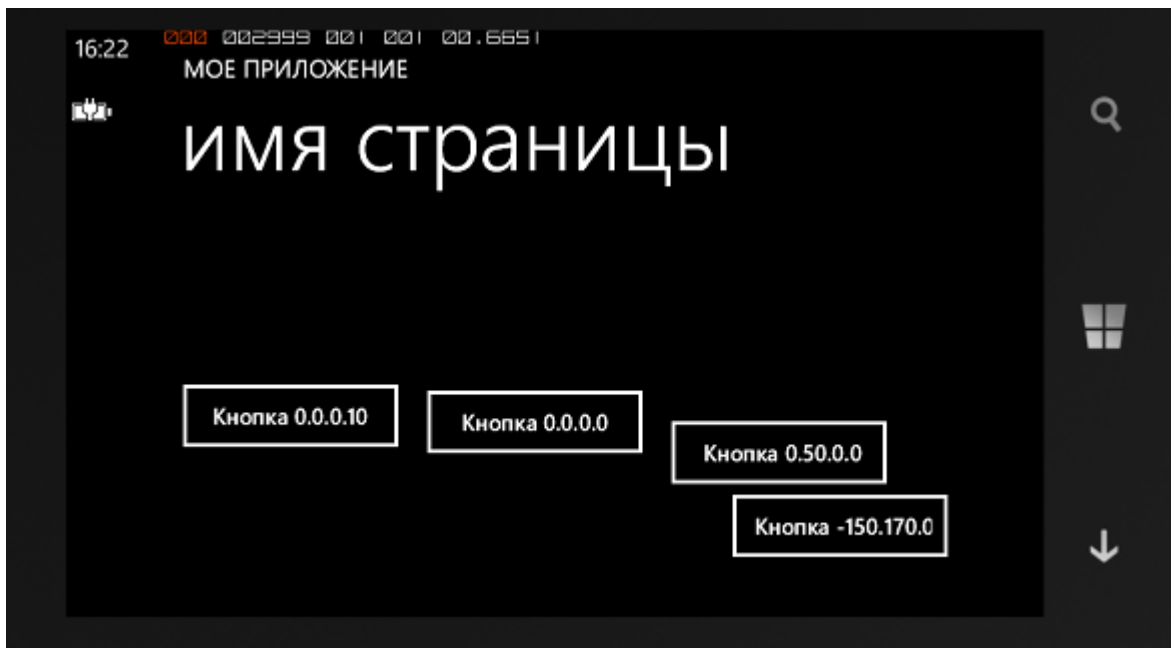 16:22
000 002999 001 001 00.6651
МОЕ ПРИЛОЖЕНИЕ
имя страницы
Кнопка 0.0.0.10
Кнопка 0.0.0.0
Кнопка 0.50.0.0
Кнопка -150.170.0